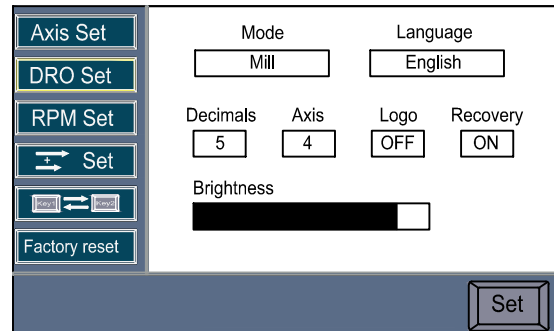 Axis Set
DRO Set
RPM Set
+ Set
Key1 Key2
Factory reset
Mode Language
Mill English
Decimals Axis Logo Recovery
5 4 OFF ON
Brightness
Set